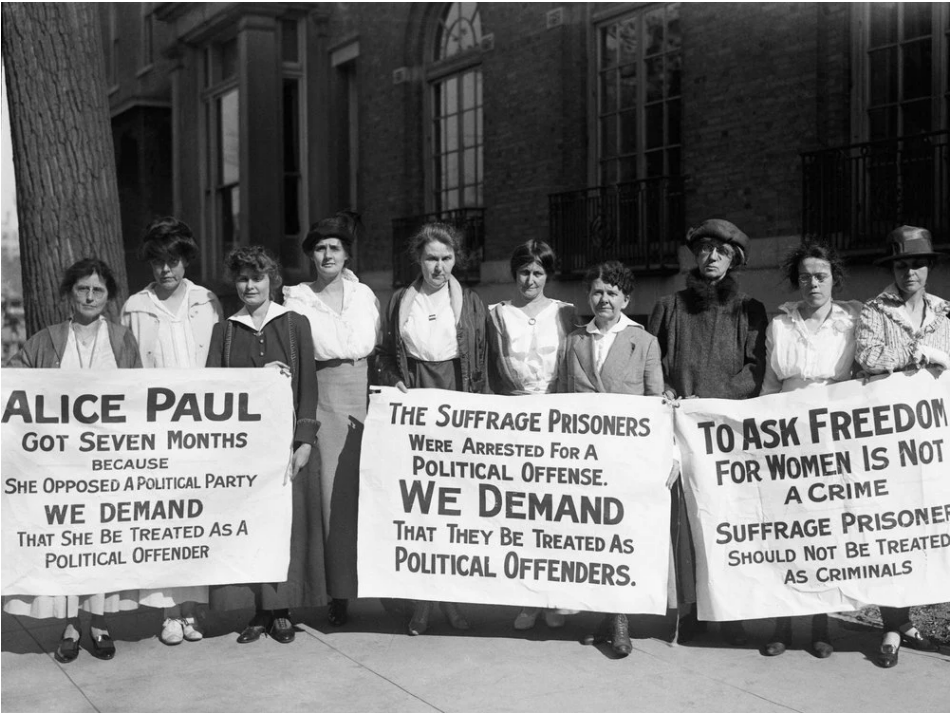 ALICE PAUL
GOT SEVEN MONTHS
BECAUSE
SHE OPPOSED A POLITICAL PARTY
WE DEMAND
THAT SHE BE TREATED AS A
POLITICAL OFFENDER
THE SUFFRAGE PRISONERS
WERE ARRESTED FOR A
POLITICAL OFFENSE.
WE DEMAND
THAT THEY BE TREATED AS
POLITICAL OFFENDERS.
TO ASK FREEDOM
FOR WOMEN IS NOT
A CRIME
SUFFRAGE PRISONER
SHOULD NOT BE TREATED
AS CRIMINALS